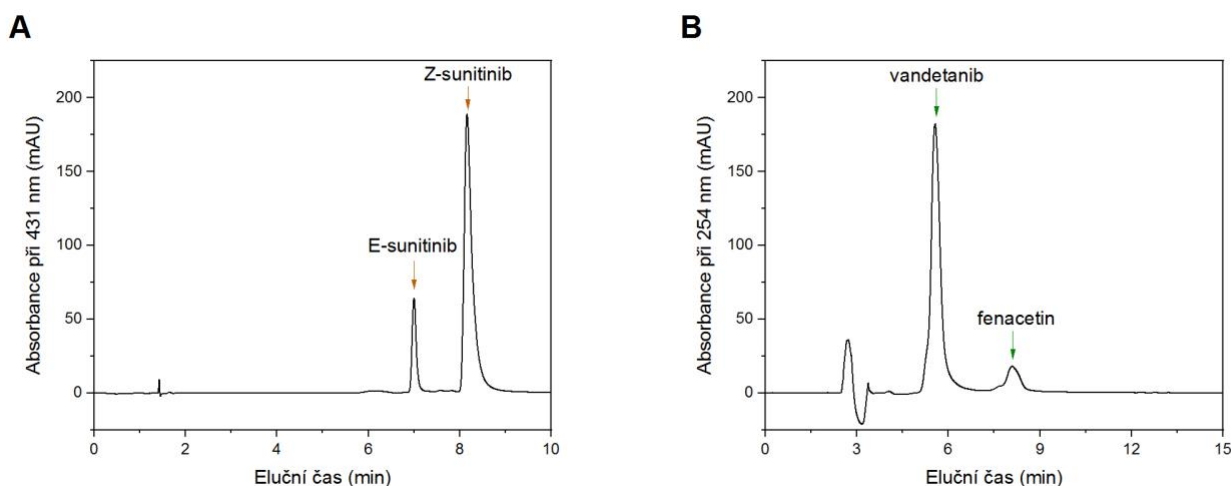 A
Absorbance při 431 nm (mAU)
200
150
100
50
0
Z-sunitinib
E-sunitinib
0 2 4 6 8 10
Eluční čas (min)
B
Absorbance při 254 nm (mAU)
200
150
100
50
0
vandetanib
fenacetin
0 3 6 9 12 15
Eluční čas (min)